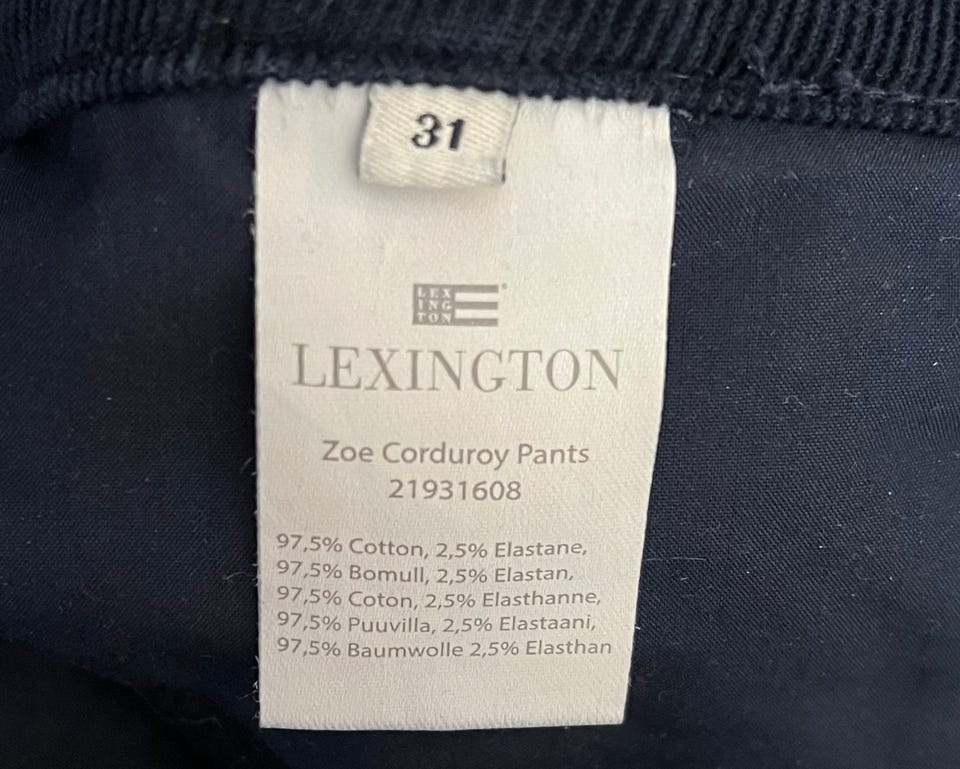 31
LEX
ING
TON
LEXINGTON
Zoe Corduroy Pants
21931608
97,5% Cotton, 2,5% Elastane,
97,5% Bomull, 2,5% Elastan,
97,5% Coton, 2,5% Elasthanne,
97,5% Puuvilla, 2,5% Elastaani,
97,5% Baumwolle 2,5% Elasthan